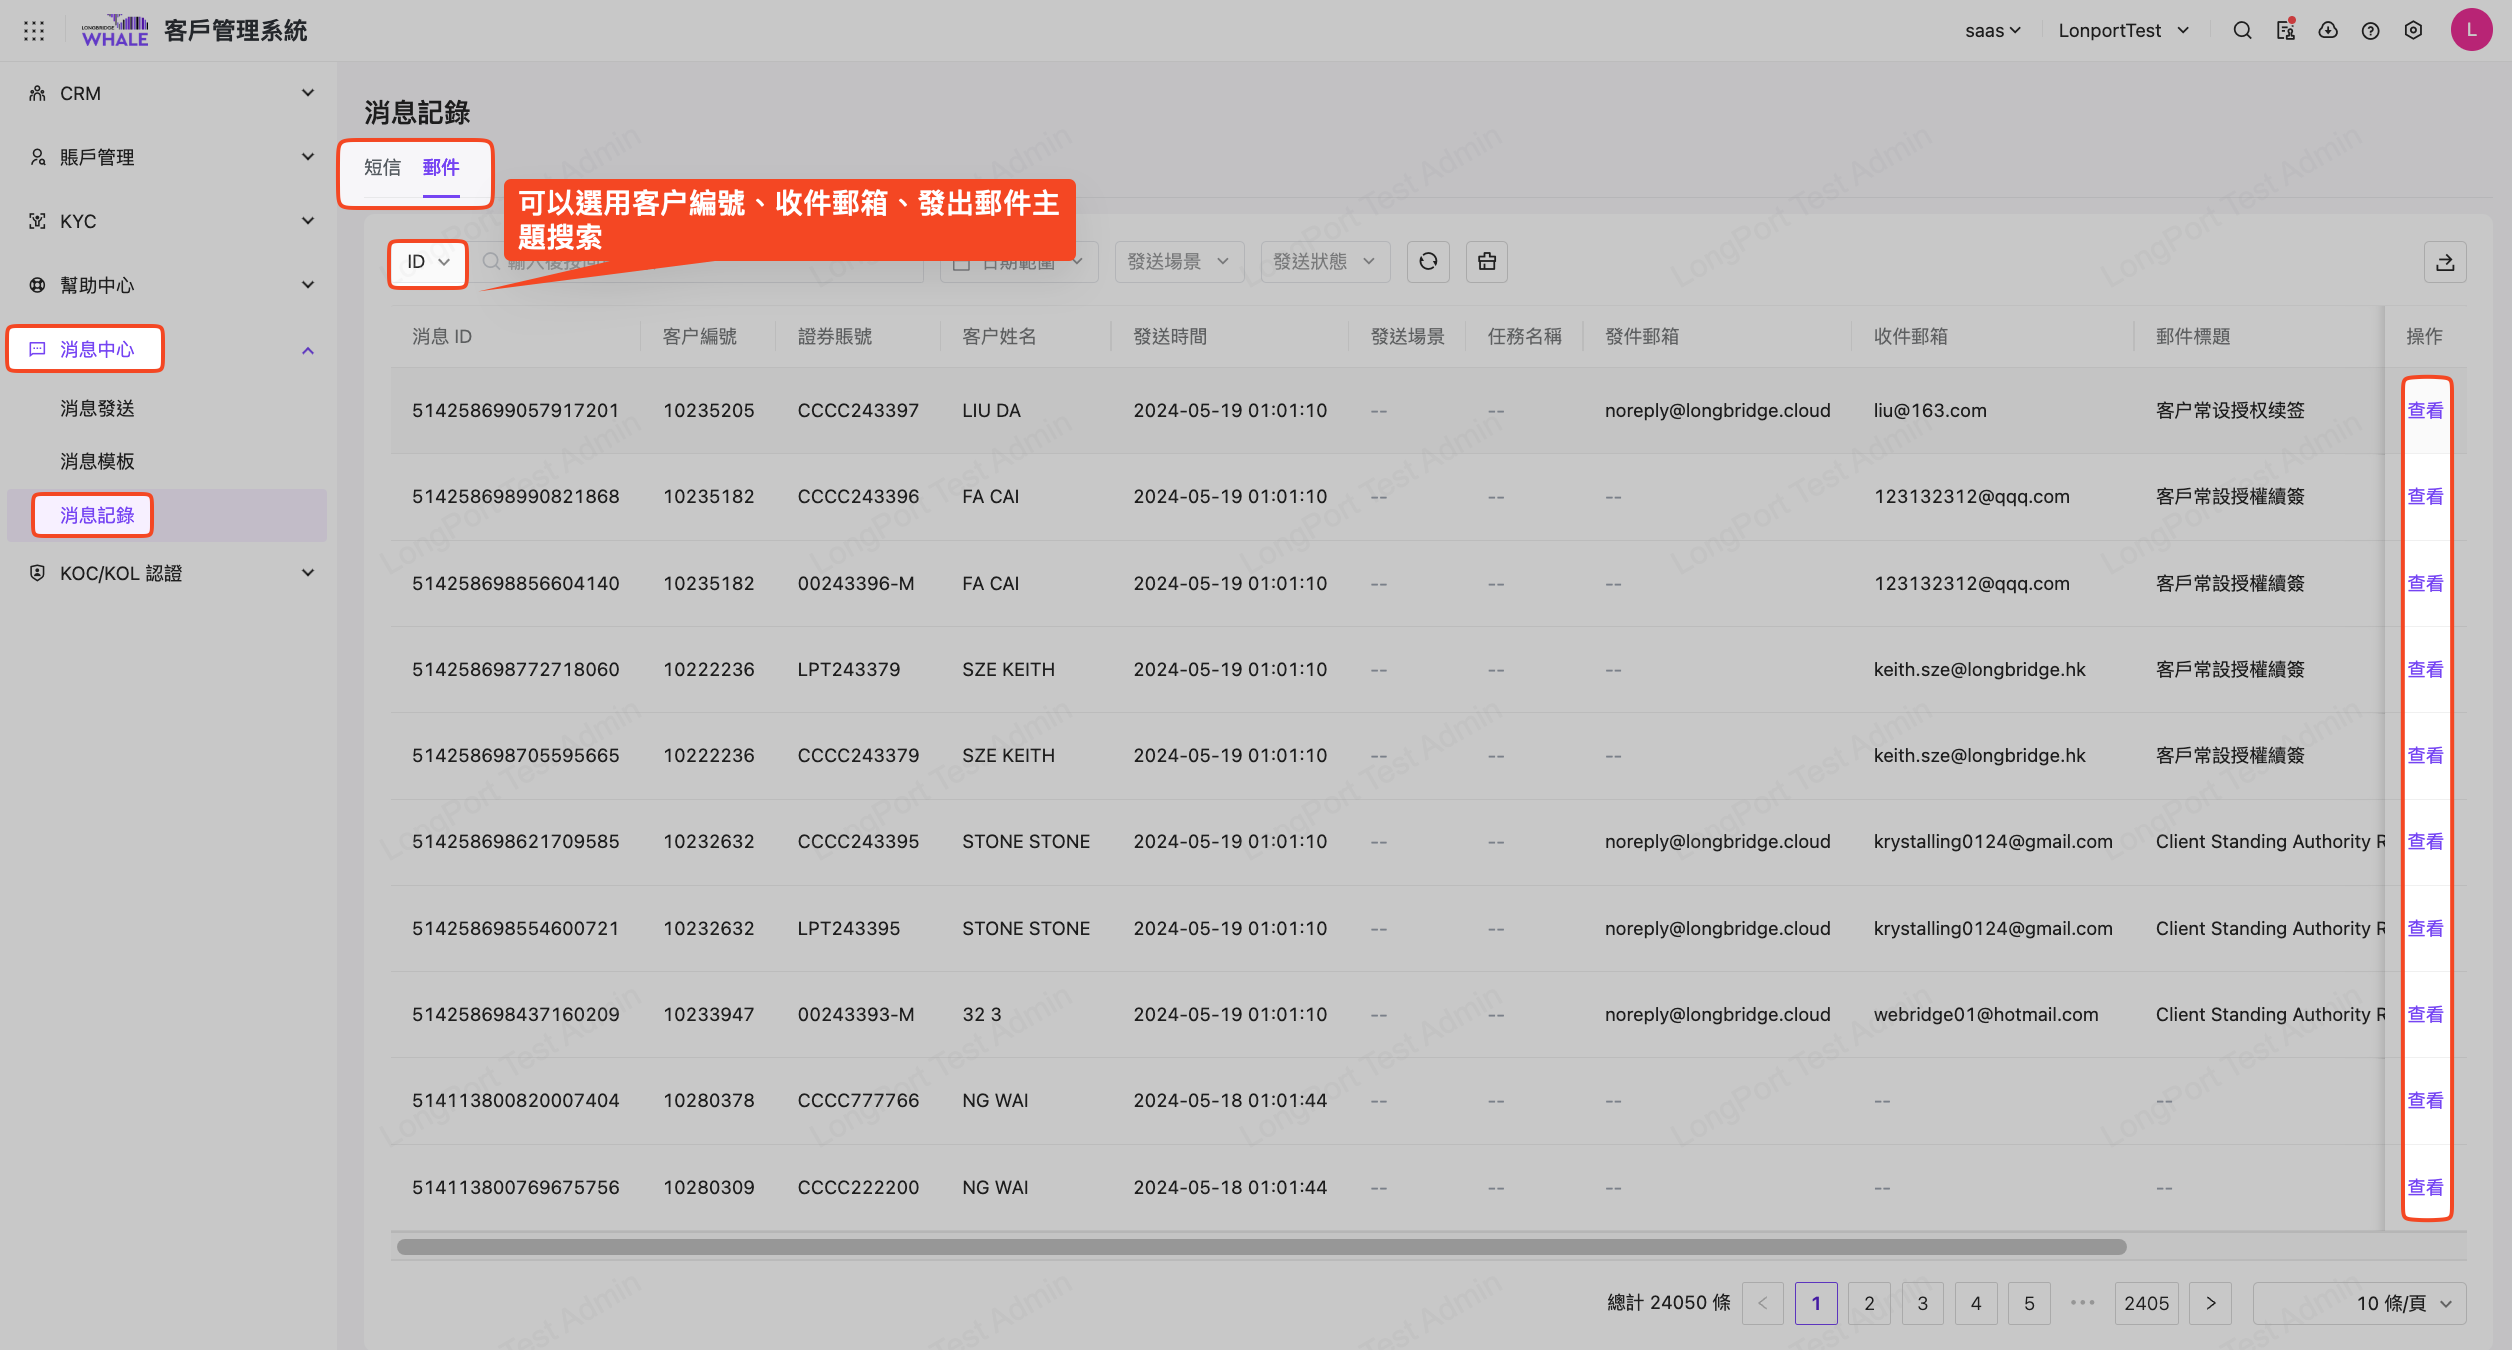 LONGBRIDGE WHALE 客戶管理系統 saas LonportTest L
CRM
賬戶管理
KYC
幫助中心
消息中心
消息發送
消息模板
消息記錄
KOC/KOL 認證
消息記錄
短信 郵件
可以選用客户編號、收件郵箱、發出郵件主
題搜索
ID 日期範圍 發送場景 發送狀態
消息 ID 客户編號 證券賬號 客户姓名 發送時間 發送場景 任務名稱 發件郵箱 收件郵箱 郵件標題 操作
514258699057917201 10235205 CCCC243397 LIU DA 2024-05-19 01:01:10 -- -- noreply@longbridge.cloud liu@163.com 客户常设授权续签 查看
514258698990821868 10235182 CCCC243396 FA CAI 2024-05-19 01:01:10 -- -- -- 123132312@qqq.com 客戶常設授權續簽 查看
514258698856604140 10235182 00243396-M FA CAI 2024-05-19 01:01:10 -- -- -- 123132312@qqq.com 客戶常設授權續簽 查看
514258698772718060 10222236 LPT243379 SZE KEITH 2024-05-19 01:01:10 -- -- -- keith.sze@longbridge.hk 客戶常設授權續簽 查看
514258698705595665 10222236 CCCC243379 SZE KEITH 2024-05-19 01:01:10 -- -- -- keith.sze@longbridge.hk 客戶常設授權續簽 查看
514258698621709585 10232632 CCCC243395 STONE STONE 2024-05-19 01:01:10 -- -- noreply@longbridge.cloud krystalling0124@gmail.com Client Standing Authority R 查看
514258698554600721 10232632 LPT243395 STONE STONE 2024-05-19 01:01:10 -- -- noreply@longbridge.cloud krystalling0124@gmail.com Client Standing Authority R 查看
514258698437160209 10233947 00243393-M 32 3 2024-05-19 01:01:10 -- -- noreply@longbridge.cloud webridge01@hotmail.com Client Standing Authority R 查看
514113800820007404 10280378 CCCC777766 NG WAI 2024-05-18 01:01:44 -- -- -- -- -- 查看
514113800769675756 10280309 CCCC222200 NG WAI 2024-05-18 01:01:44 -- -- -- -- -- 查看
總計 24050 條 < 1 2 3 4 5 ••• 2405 > 10 條/頁
LongPort Test Admin